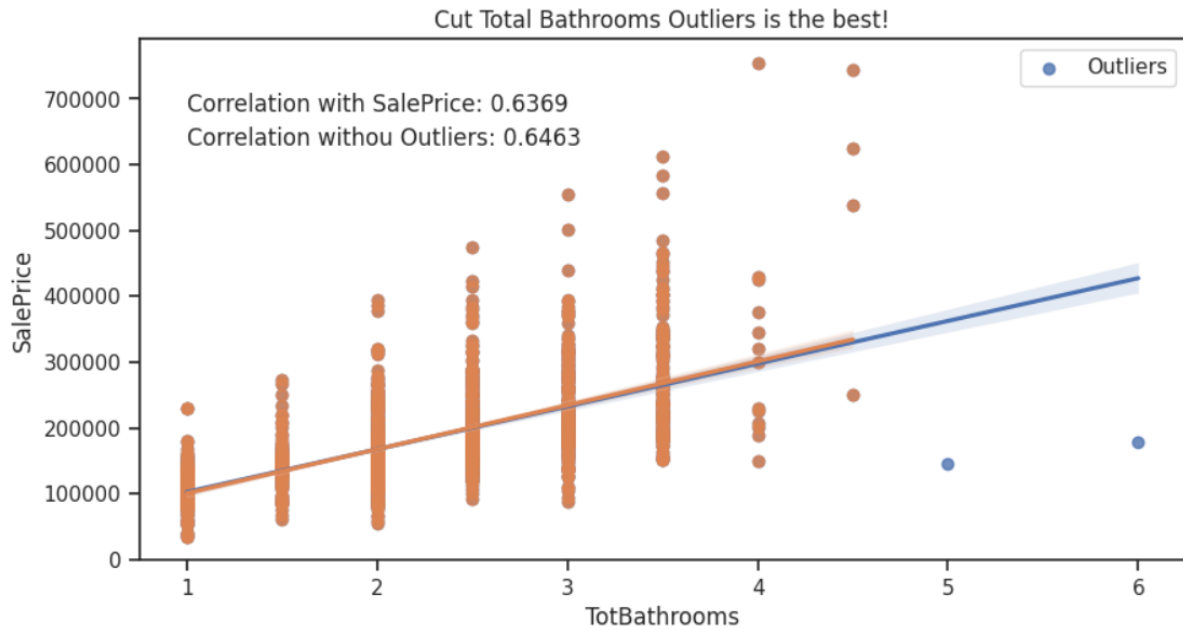 Cut Total Bathrooms Outliers is the best!
Outliers
Correlation with SalePrice: 0.6369
Correlation withou Outliers: 0.6463
700000
600000
500000
400000
300000
200000
100000
0
SalePrice
1 2 3 4 5 6
TotBathrooms